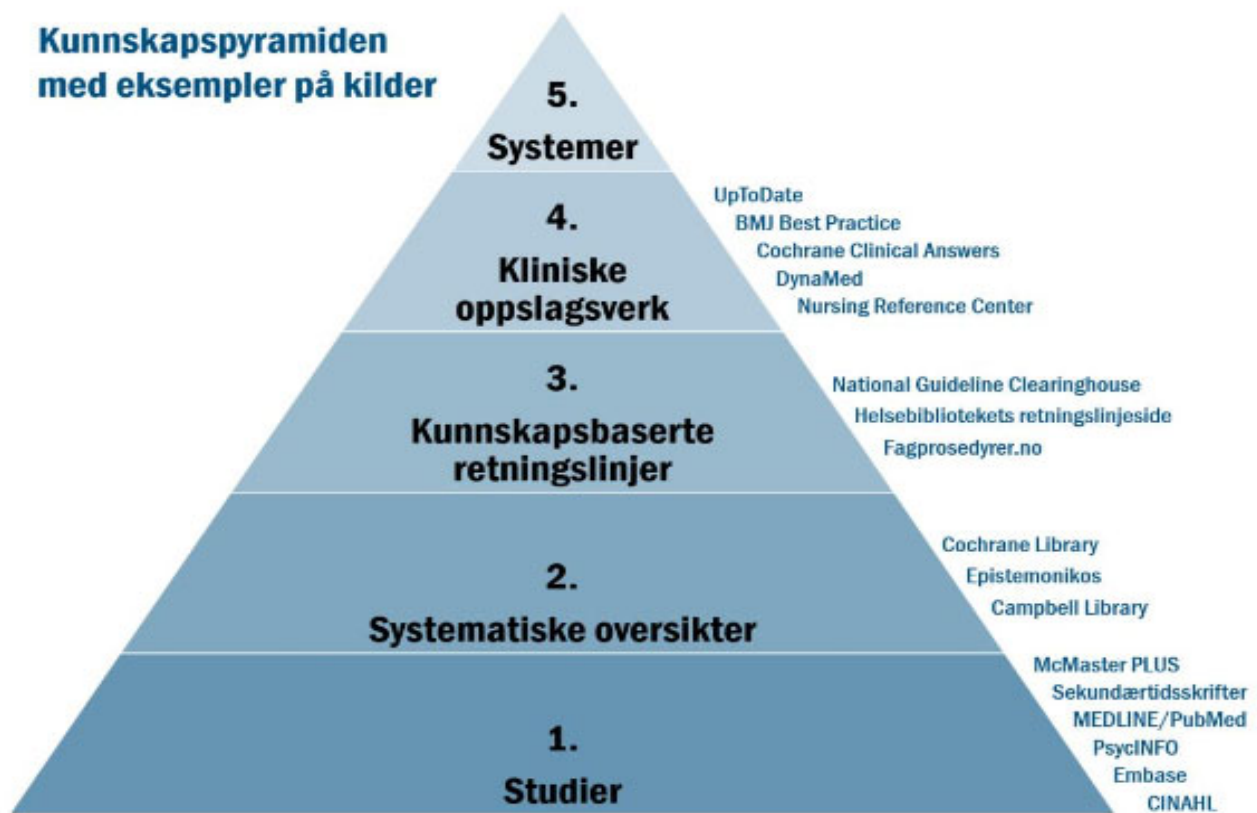 Kunnskapspyramiden
med eksempler på kilder
5.
Systemer
4.
Kliniske
oppslagsverk
UpToDate
BMJ Best Practice
Cochrane Clinical Answers
DynaMed
Nursing Reference Center
3.
Kunnskapsbaserte
retningslinjer
National Guideline Clearinghouse
Helsebibliotekets retningslinjeside
Fagprosedyrer.no
2.
Systematiske oversikter
Cochrane Library
Epistemonikos
Campbell Library
1.
Studier
McMaster PLUS
Sekundærtidsskrifter
MEDLINE/PubMed
PsycINFO
Embase
CINAHL